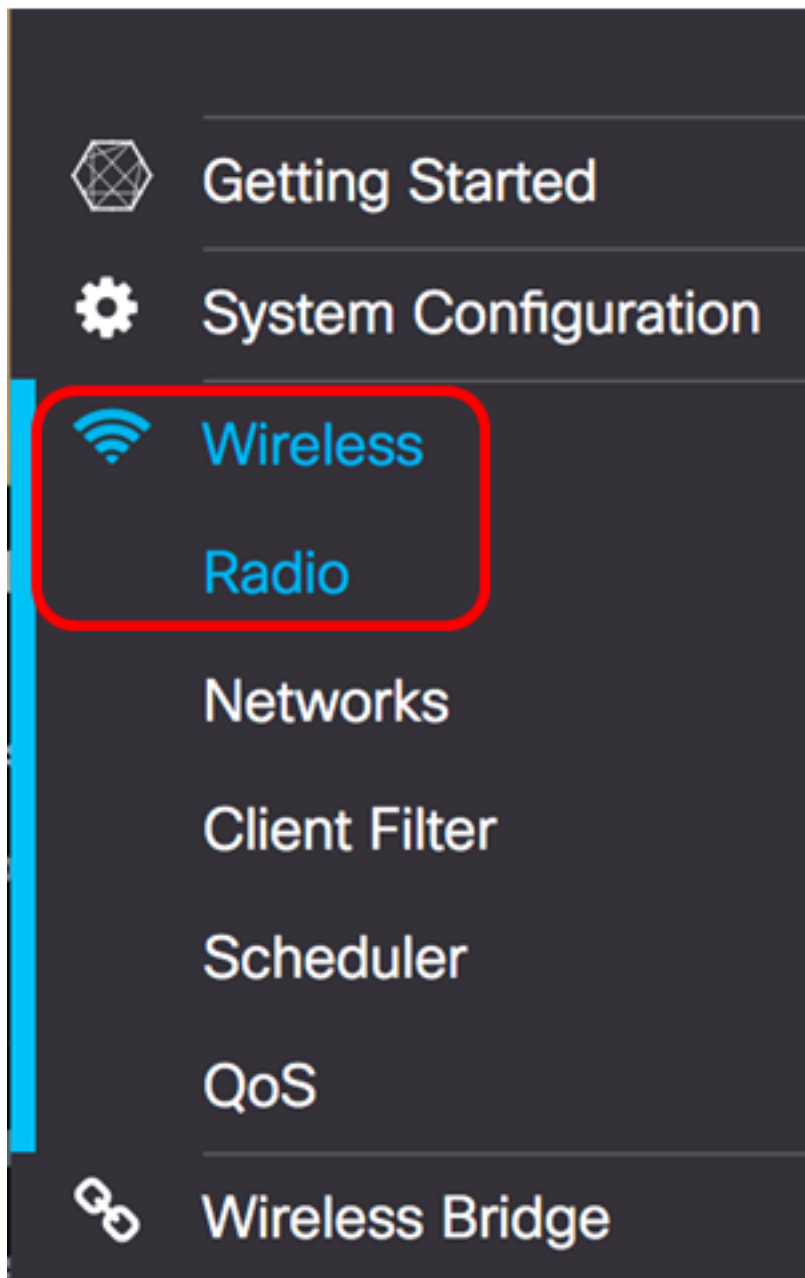 Getting Started
System Configuration
Wireless
Radio
Networks
Client Filter
Scheduler
QoS
Wireless Bridge